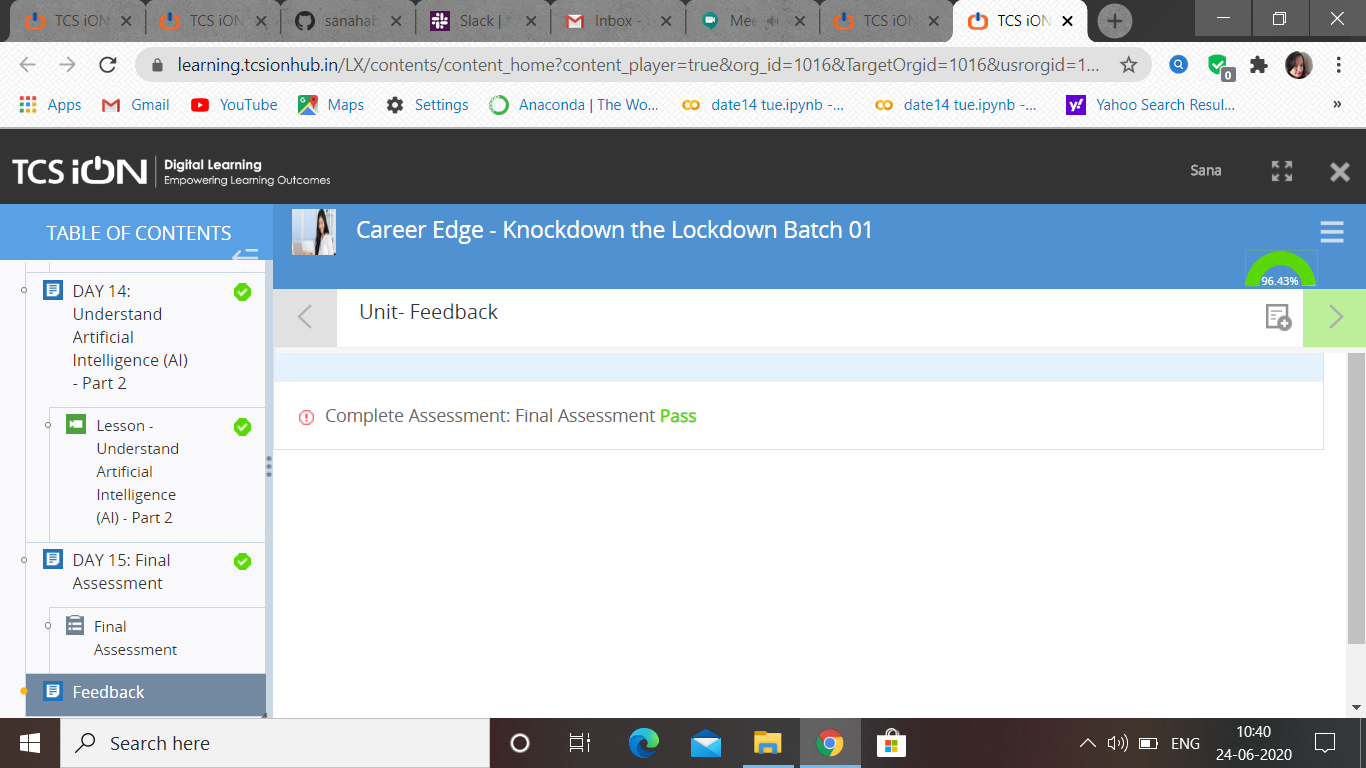 TCS iON
TCS iON
sanahab
Slack | *
Inbox - i
Mee
TCS iON
TCS iON
learning.tcsionhub.in/LX/contents/content_home?content_player=true&org_id=1016&TargetOrgid=1016&usrorgid=1...
0
Apps
Gmail
YouTube
Maps
Settings
Anaconda | The Wo...
date14 tue.ipynb -...
date14 tue.ipynb -...
Yahoo Search Resul...
»
TCS iON
Digital Learning
Empowering Learning Outcomes
Sana
TABLE OF CONTENTS
Career Edge - Knockdown the Lockdown Batch 01
96.43%
Unit- Feedback
Complete Assessment: Final Assessment Pass
DAY 14:
Understand
Artificial
Intelligence (AI)
- Part 2
Lesson -
Understand
Artificial
Intelligence
(AI) - Part 2
DAY 15: Final
Assessment
Final
Assessment
Feedback
Search here
ENG
10:40
24-06-2020